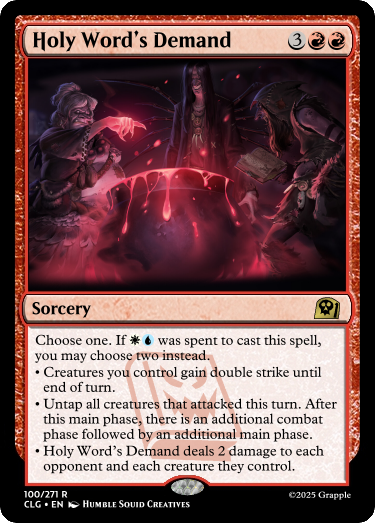 Holy Word's Demand 3
Sorcery
Choose one. If was spent to cast this spell,
you may choose two instead.
• Creatures you control gain double strike until
end of turn.
• Untap all creatures that attacked this turn. After
this main phase, there is an additional combat
phase followed by an additional main phase.
• Holy Word's Demand deals 2 damage to each
opponent and each creature they control.
100/271 R
CLG • EN Humble Squid Creatives
©2025 Grapple